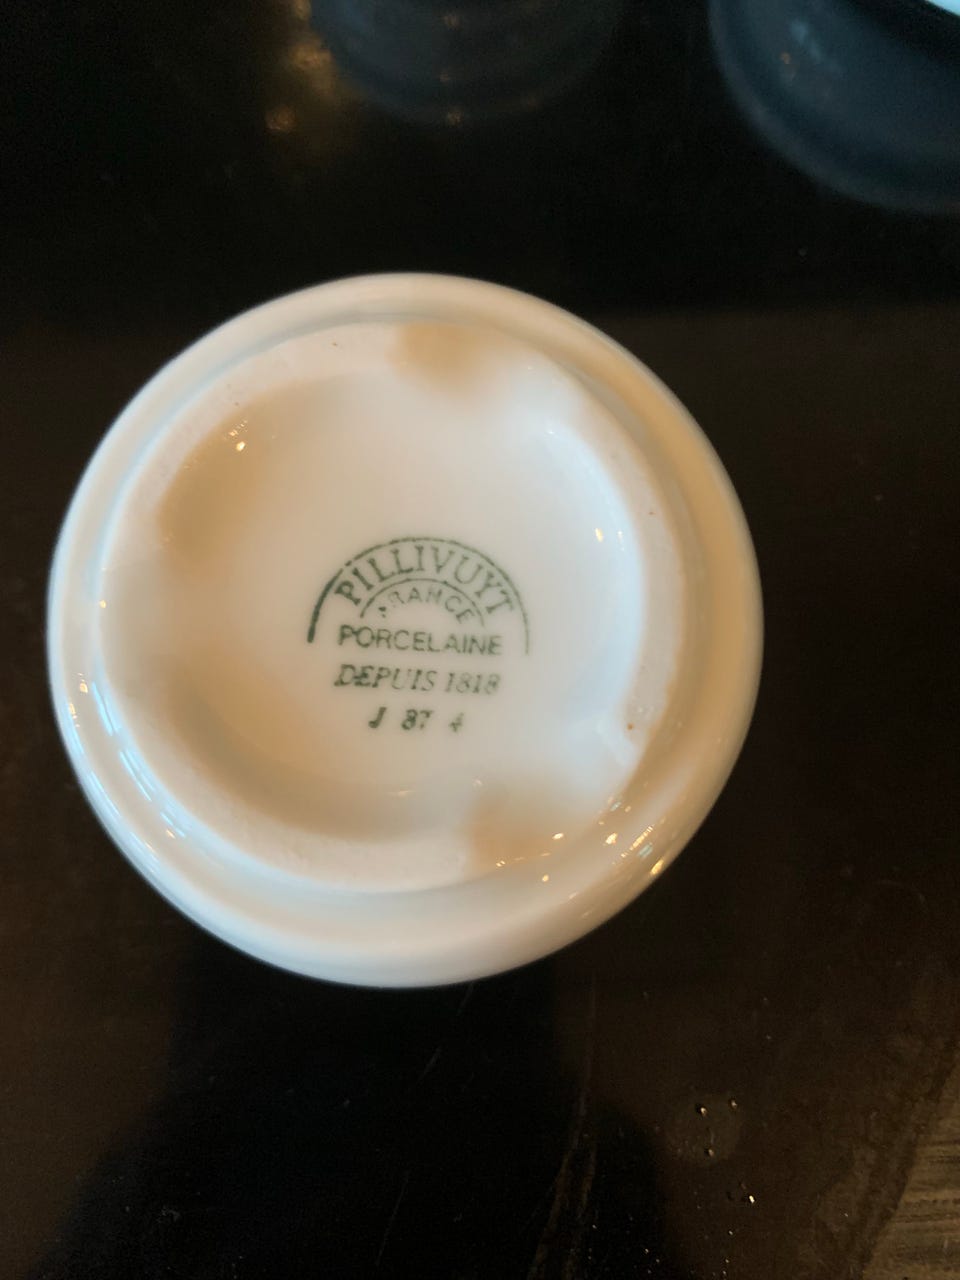 PILLIVUYT
FRANCE
PORCELAINE
DEPUIS 1818
J 87 4